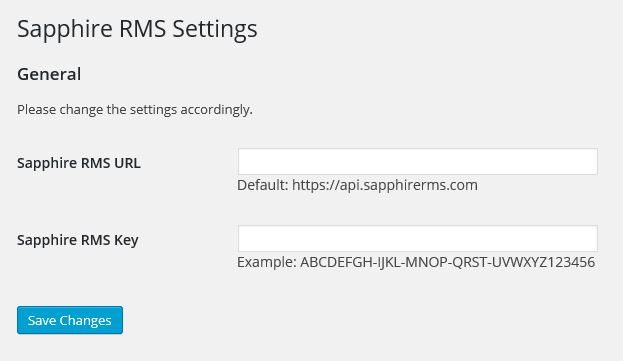 Sapphire RMS Settings
General
Please change the settings accordingly.
Sapphire RMS URL
Default: https://api.sapphirerms.com
Sapphire RMS Key
Example: ABCDEFGH-IJKL-MNOP-QRST-UVWXYZ123456
Save Changes